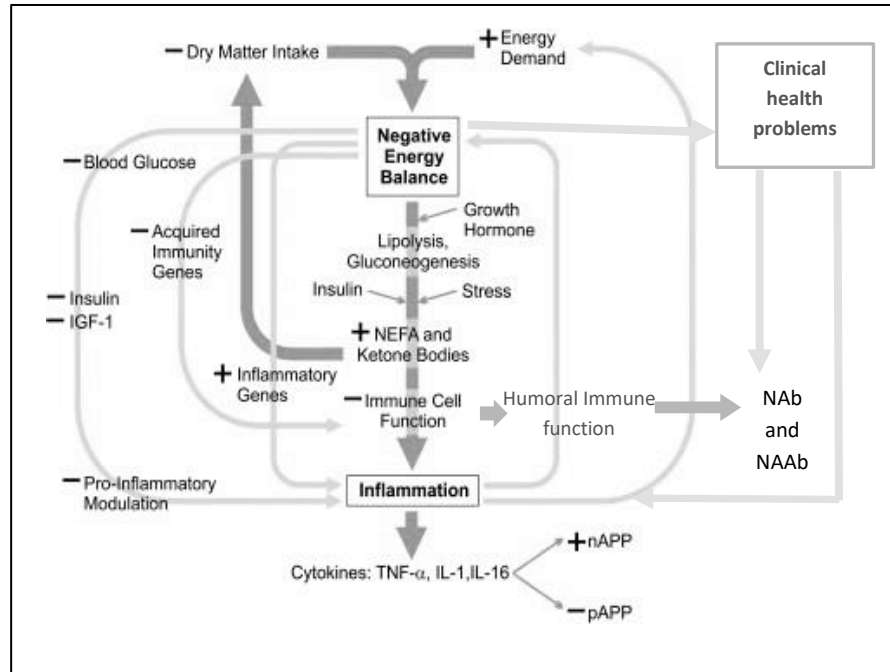 − Dry Matter Intake
+ Energy
Demand
Clinical
health
problems
Negative
Energy
Balance
− Blood Glucose
Growth
Hormone
− Acquired
Immunity
Genes
Lipolysis,
Gluconeogenesis
Insulin
Stress
− Insulin
− IGF-1
+ NEFA and
Ketone Bodies
+ Inflammatory
Genes
− Immune Cell
Function
Humoral Immune
function
NAb
and
NAAb
− Pro-Inflammatory
Modulation
Inflammation
Cytokines: TNF-α, IL-1,IL-16
+nAPP
−pAPP